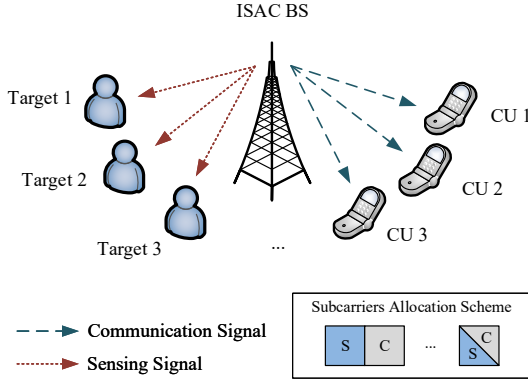 ISAC BS
Target 1
Target 2
Target 3
CU 1
CU 2
CU 3
...
Communication Signal
Sensing Signal
Subcarriers Allocation Scheme
S C ... S C